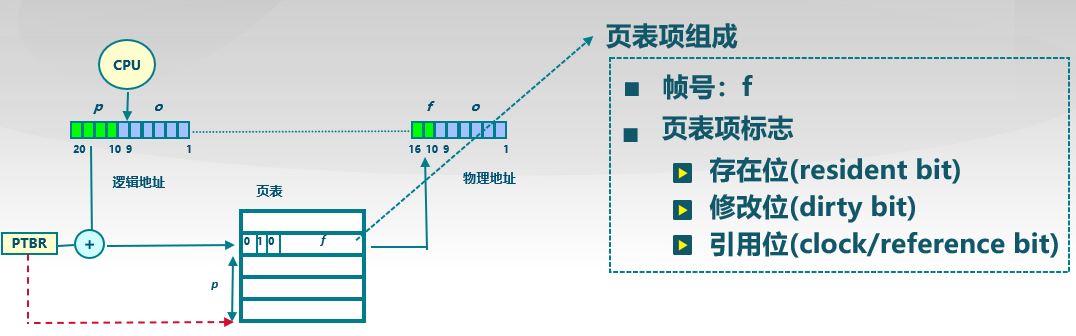 页表项组成
CPU
帧号：f
p o
f o
页表项标志
20 10 9 1
16 10 9 1
存在位(resident bit)
逻辑地址
物理地址
页表
修改位(dirty bit)
PTBR
+
0 1 0 f
引用位(clock/reference bit)
p